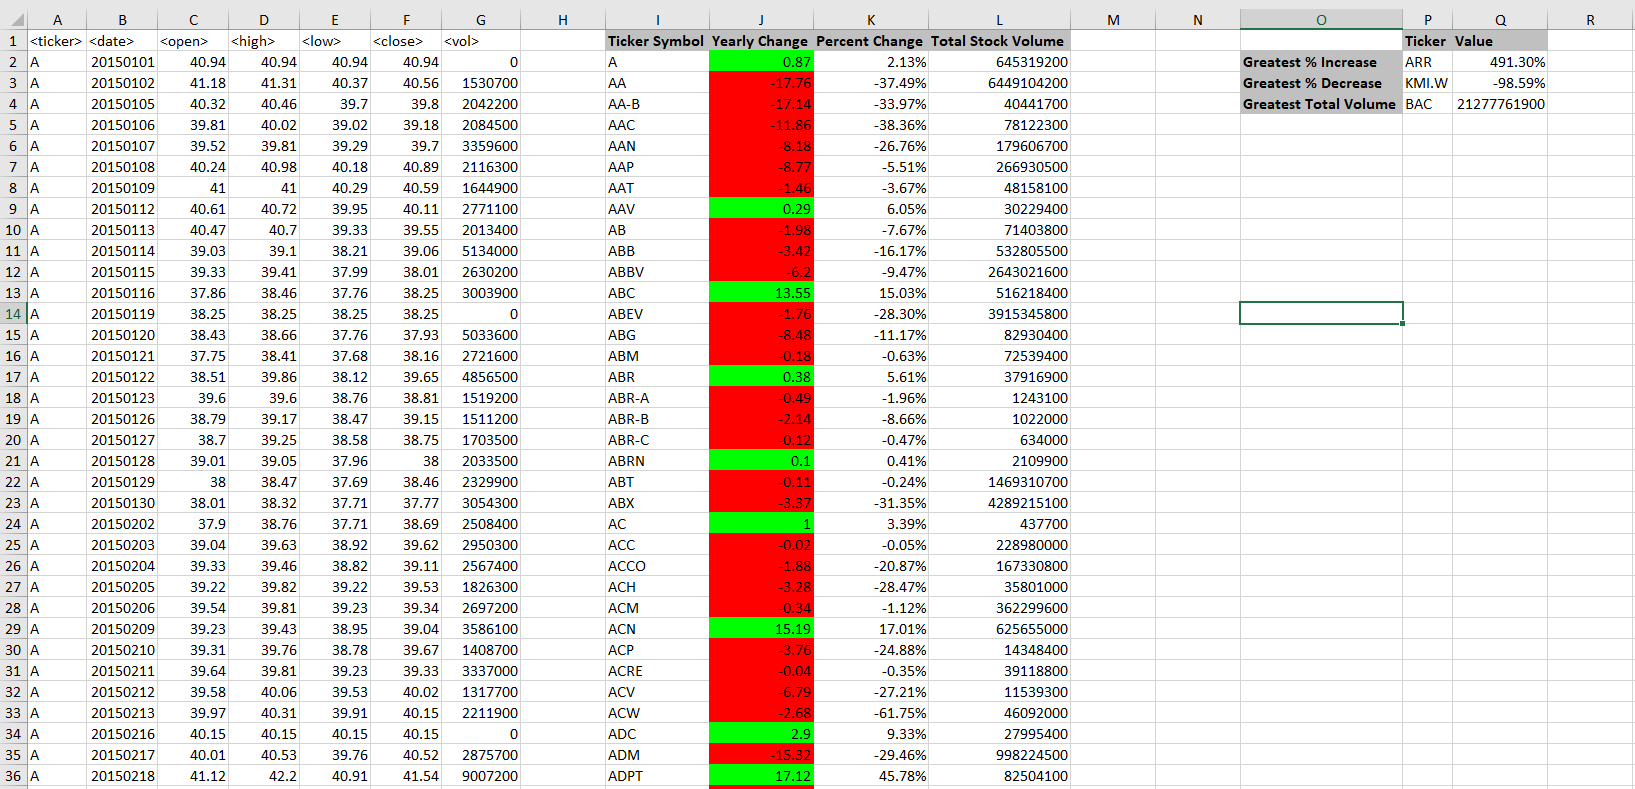 A B C D E F G H I J K L M N O P Q R
1 <ticker> <date> <open> <high> <low> <close> <vol> Ticker Symbol Yearly Change Percent Change Total Stock Volume Ticker Value
2 A 20150101 40.94 40.94 40.94 40.94 0 A 0.87 2.13% 645319200 Greatest % Increase ARR 491.30%
3 A 20150102 41.18 41.31 40.37 40.56 1530700 AA -17.76 -37.49% 6449104200 Greatest % Decrease KMI.W -98.59%
4 A 20150105 40.32 40.46 39.7 39.8 2042200 AA-B -17.14 -33.97% 40441700 Greatest Total Volume BAC 21277761900
5 A 20150106 39.81 40.02 39.02 39.18 2084500 AAC -11.86 -38.36% 78122300
6 A 20150107 39.52 39.81 39.29 39.7 3359600 AAN -8.18 -26.76% 179606700
7 A 20150108 40.24 40.98 40.18 40.89 2116300 AAP -8.77 -5.51% 266930500
8 A 20150109 41 41 40.29 40.59 1644900 AAT -1.46 -3.67% 48158100
9 A 20150112 40.61 40.72 39.95 40.11 2771100 AAV 0.29 6.05% 30229400
10 A 20150113 40.47 40.7 39.33 39.55 2013400 AB -1.98 -7.67% 71403800
11 A 20150114 39.03 39.1 38.21 39.06 5134000 ABB -3.42 -16.17% 532805500
12 A 20150115 39.33 39.41 37.99 38.01 2630200 ABBV -6.2 -9.47% 2643021600
13 A 20150116 37.86 38.46 37.76 38.25 3003900 ABC 13.55 15.03% 516218400
14 A 20150119 38.25 38.25 38.25 38.25 0 ABEV -1.76 -28.30% 3915345800
15 A 20150120 38.43 38.66 37.76 37.93 5033600 ABG -8.48 -11.17% 82930400
16 A 20150121 37.75 38.41 37.68 38.16 2721600 ABM -0.18 -0.63% 72539400
17 A 20150122 38.51 39.86 38.12 39.65 4856500 ABR 0.38 5.61% 37916900
18 A 20150123 39.6 39.6 38.76 38.81 1519200 ABR-A -0.49 -1.96% 1243100
19 A 20150126 38.79 39.17 38.47 39.15 1511200 ABR-B -2.14 -8.66% 1022000
20 A 20150127 38.7 39.25 38.58 38.75 1703500 ABR-C -0.12 -0.47% 634000
21 A 20150128 39.01 39.05 37.96 38 2033500 ABRN 0.1 0.41% 2109900
22 A 20150129 38 38.47 37.69 38.46 2329900 ABT -0.11 -0.24% 1469310700
23 A 20150130 38.01 38.32 37.71 37.77 3054300 ABX -3.37 -31.35% 4289215100
24 A 20150202 37.9 38.76 37.71 38.69 2508400 AC 1 3.39% 437700
25 A 20150203 39.04 39.63 38.92 39.62 2950300 ACC -0.02 -0.05% 228980000
26 A 20150204 39.33 39.46 38.82 39.11 2567400 ACCO -1.88 -20.87% 167330800
27 A 20150205 39.22 39.82 39.22 39.53 1826300 ACH -3.28 -28.47% 35801000
28 A 20150206 39.54 39.81 39.23 39.34 2697200 ACM -0.34 -1.12% 362299600
29 A 20150209 39.23 39.43 38.95 39.04 3586100 ACN 15.19 17.01% 625655000
30 A 20150210 39.31 39.76 38.78 39.67 1408700 ACP -3.76 -24.88% 14348400
31 A 20150211 39.64 39.81 39.23 39.33 3337000 ACRE -0.04 -0.35% 39118800
32 A 20150212 39.58 40.06 39.53 40.02 1317700 ACV -6.79 -27.21% 11539300
33 A 20150213 39.97 40.31 39.91 40.15 2211900 ACW -2.68 -61.75% 46092000
34 A 20150216 40.15 40.15 40.15 40.15 0 ADC 2.9 9.33% 27995400
35 A 20150217 40.01 40.53 39.76 40.52 2875700 ADM -15.32 -29.46% 998224500
36 A 20150218 41.12 42.2 40.91 41.54 9007200 ADPT 17.12 45.78% 82504100